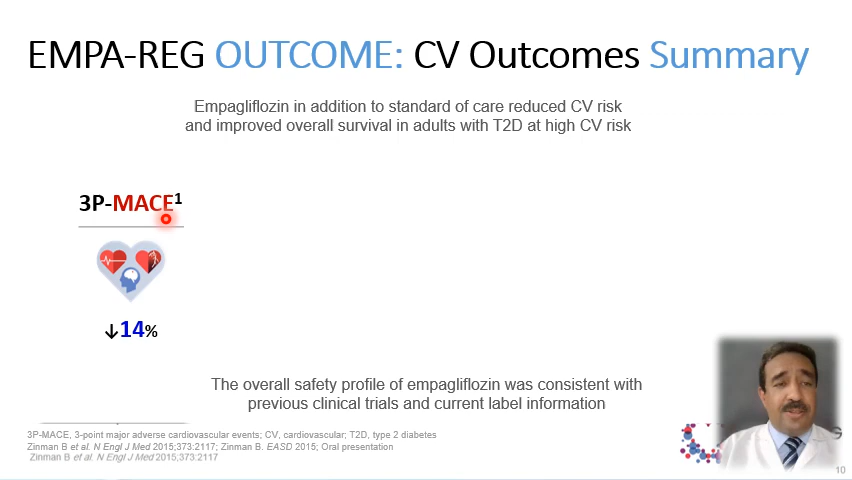 EMPA-REG OUTCOME: CV Outcomes Summary
Empagliflozin in addition to standard of care reduced CV risk
and improved overall survival in adults with T2D at high CV risk
3P-MACE1
↓14%
The overall safety profile of empagliflozin was consistent with
previous clinical trials and current label information
3P-MACE, 3-point major adverse cardiovascular events; CV, cardiovascular; T2D, type 2 diabetes
Zinman B et al. N Engl J Med 2015;373:2117; Zinman B. EASD 2015; Oral presentation
Zinman B et al. N Engl J Med 2015;373:2117
10